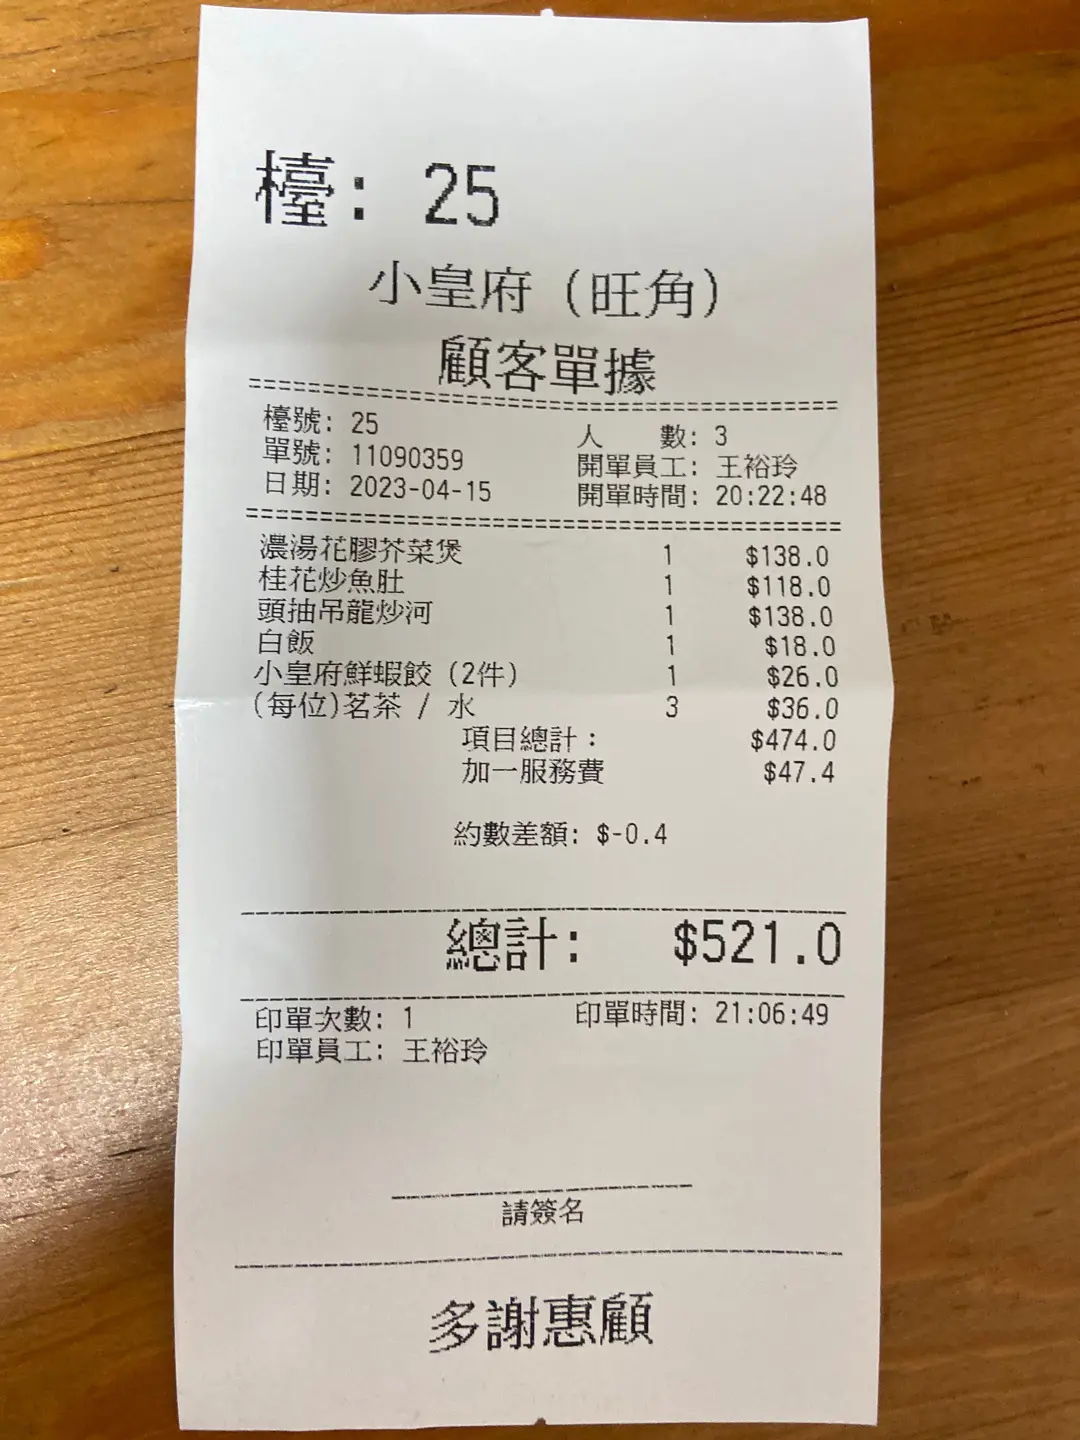 檯: 25
小皇府（旺角）
顧客單據
檯號: 25
人　　數: 3
單號: 11090359
開單員工: 王裕玲
日期: 2023-04-15
開單時間: 20:22:48
濃湯花膠芥菜煲 1 $138.0
桂花炒魚肚 1 $118.0
頭抽吊龍炒河 1 $138.0
白飯 1 $18.0
小皇府鮮蝦餃（2件） 1 $26.0
(每位)茗茶 / 水 3 $36.0
項目總計： $474.0
加一服務費 $47.4
約數差額: $-0.4
總計: $521.0
印單次數: 1
印單時間: 21:06:49
印單員工: 王裕玲
請簽名
多謝惠顧